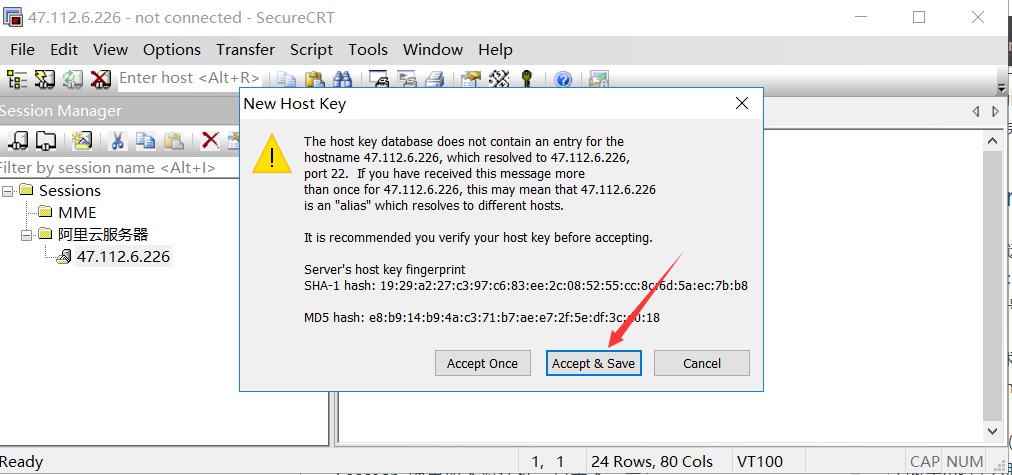 47.112.6.226 - not connected - SecureCRT
File Edit View Options Transfer Script Tools Window Help
Enter host <Alt+R>
New Host Key
Session Manager
The host key database does not contain an entry for the
hostname 47.112.6.226, which resolved to 47.112.6.226,
port 22. If you have received this message more
than once for 47.112.6.226, this may mean that 47.112.6.226
is an "alias" which resolves to different hosts.
Filter by session name <Alt+I>
Sessions
MME
阿里云服务器
47.112.6.226
It is recommended you verify your host key before accepting.
Server's host key fingerprint
SHA-1 hash: 19:29:a2:27:c3:97:c6:83:ee:2c:08:52:55:cc:8c:6d:5a:ec:7b:b8
MD5 hash: e8:b9:14:b9:4a:c3:71:b7:ae:e7:2f:5e:df:3c:
Accept Once
Accept & Save
Cancel
Ready
1, 1
24 Rows, 80 Cols
VT100
CAP NUM